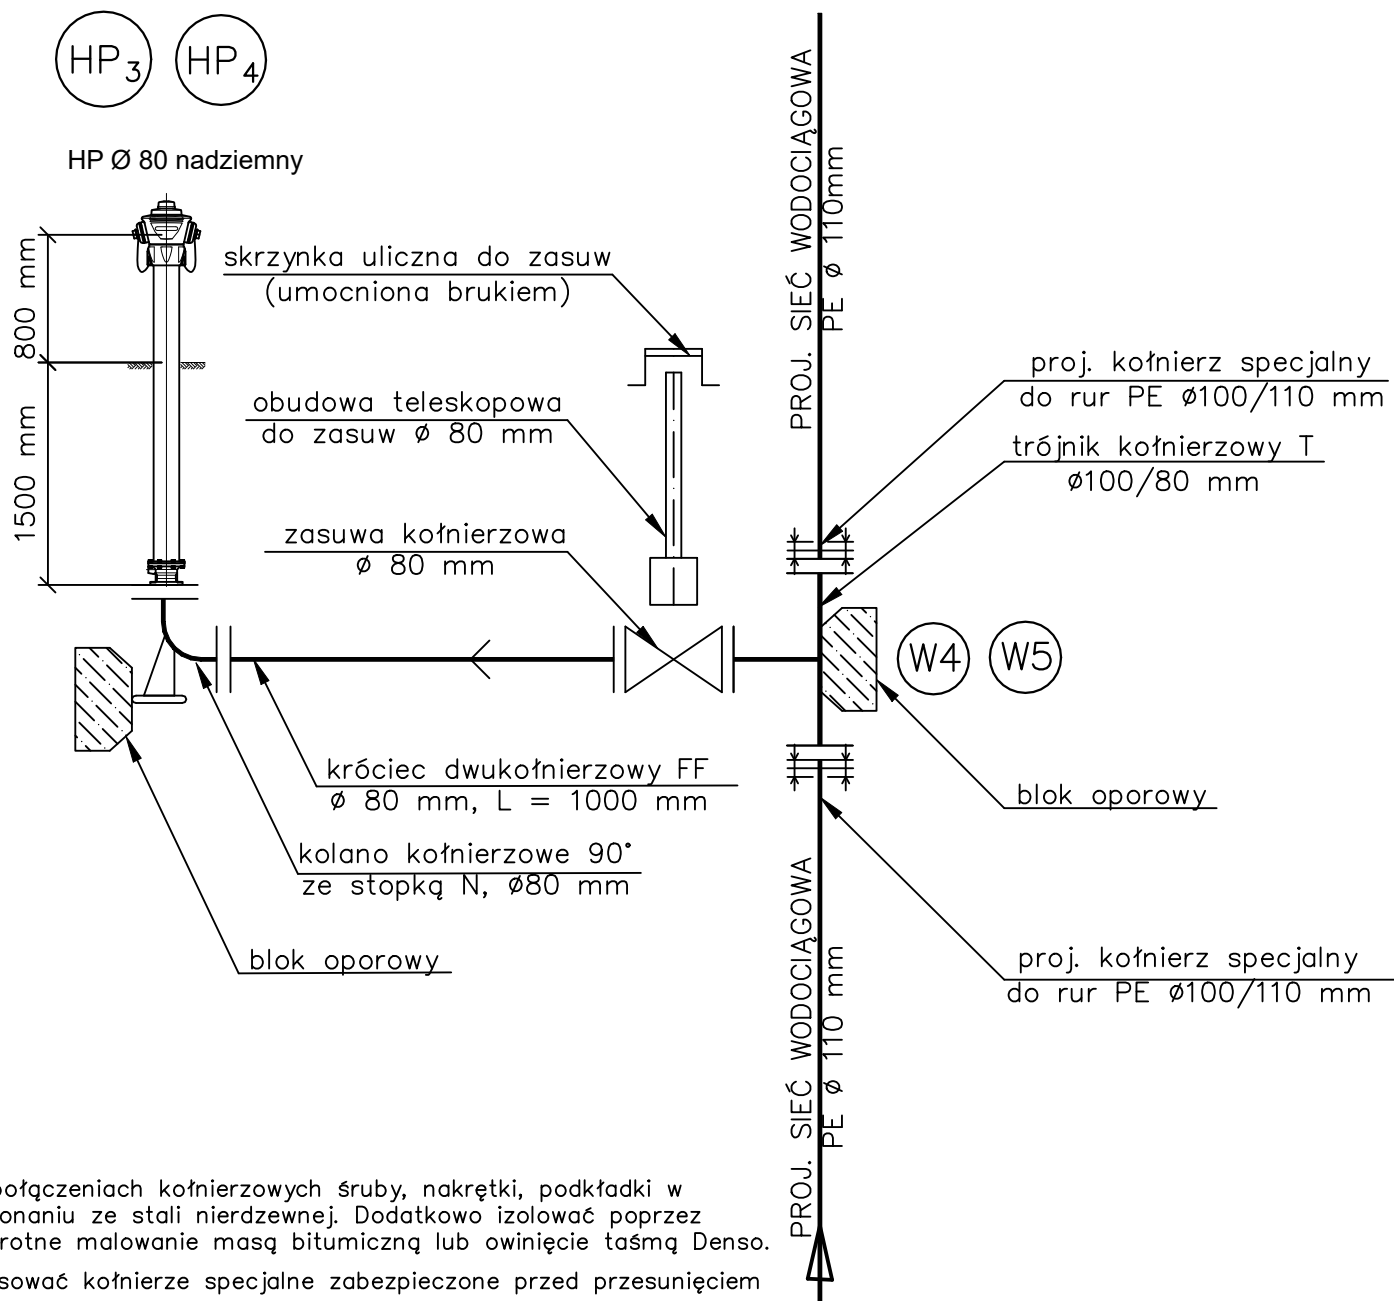 HP3 HP4
HP Ø 80 nadziemny
800 mm
1500 mm
skrzynka uliczna do zasuw
(umocniona brukiem)
obudowa teleskopowa
do zasuw ø 80 mm
zasuwa kołnierzowa
ø 80 mm
PROJ. SIEĆ WODOCIĄGOWA
PE ø 110mm
proj. kołnierz specjalny
do rur PE ø100/110 mm
trójnik kołnierzowy T
ø100/80 mm
W4 W5
blok oporowy
króciec dwukołnierzowy FF
ø 80 mm, L = 1000 mm
kolano kołnierzowe 90°
ze stopką N, ø80 mm
blok oporowy
PROJ. SIEĆ WODOCIĄGOWA
PE ø 110 mm
proj. kołnierz specjalny
do rur PE ø100/110 mm
połączeniach kołnierzowych śruby, nakrętki, podkładki w
onaniu ze stali nierdzewnej. Dodatkowo izolować poprzez
rotne malowanie masą bitumiczną lub owinięcie taśmą Denso.
sować kołnierze specjalne zabezpieczone przed przesunięciem